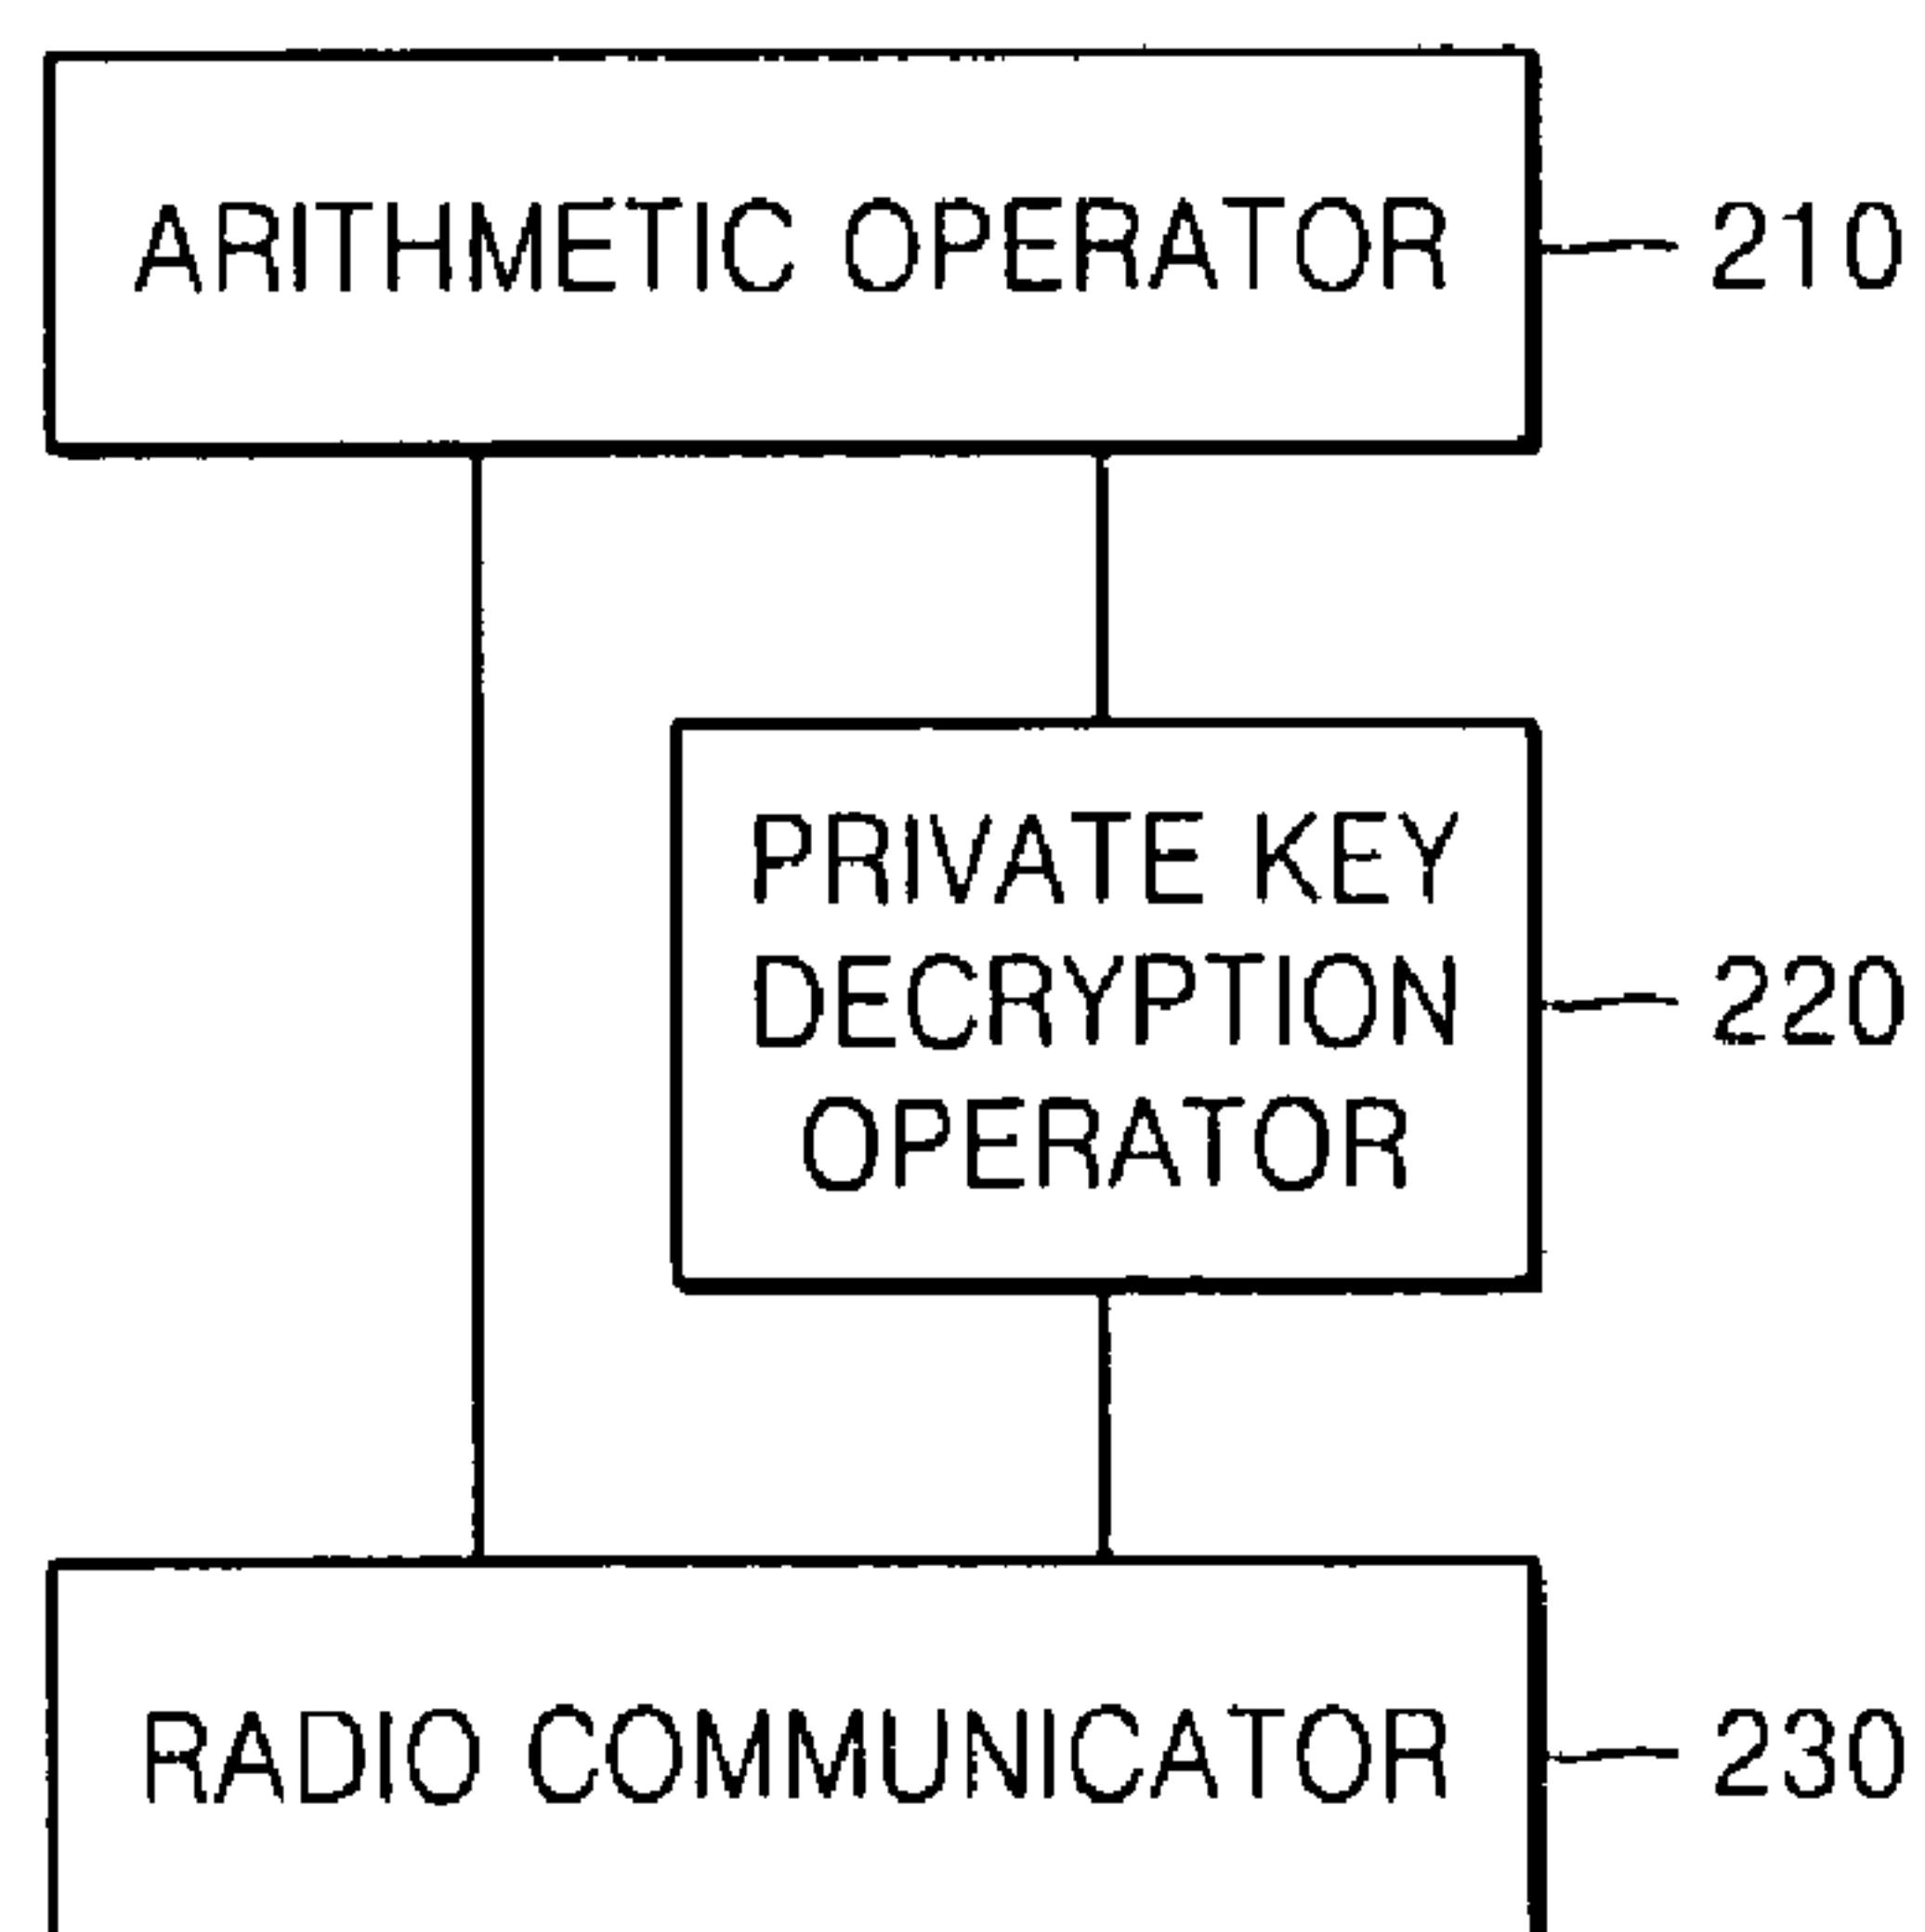 ARITHMETIC OPERATOR 210
PRIVATE KEY
DECRYPTION 220
OPERATOR
RADIO COMMUNICATOR 230